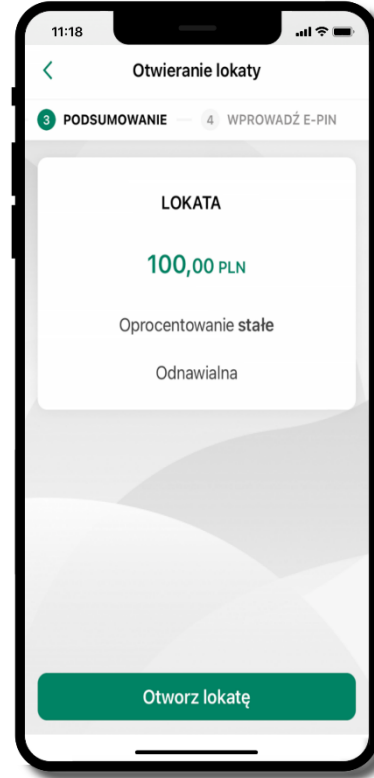 11:18
Otwieranie lokaty
3 PODSUMOWANIE 4 WPROWADŹ E-PIN
LOKATA
100,00 PLN
Oprocentowanie stałe
Odnawialna
Otworz lokatę